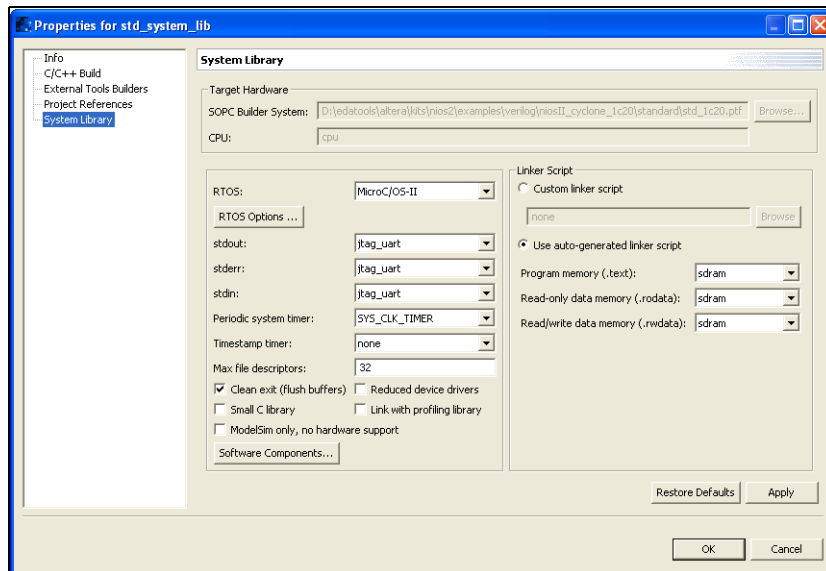 Properties for std_system_lib
Info
C/C++ Build
External Tools Builders
Project References
System Library
System Library
Target Hardware
SOPC Builder System: D:\edatools\altera\kits\nios2\examples\verilog\niosII_cyclone_1c20\standard\std_1c20.ptf Browse...
CPU: cpu
RTOS: MicroC/OS-II
RTOS Options ...
stdout: jtag_uart
stderr: jtag_uart
stdin: jtag_uart
Periodic system timer: SYS_CLK_TIMER
Timestamp timer: none
Max file descriptors: 32
Clean exit (flush buffers) Reduced device drivers
Small C library Link with profiling library
ModelSim only, no hardware support
Software Components...
Linker Script
Custom linker script
none Browse
Use auto-generated linker script
Program memory (.text): sdram
Read-only data memory (.rodata): sdram
Read/write data memory (.rwdata): sdram
Restore Defaults Apply
OK Cancel